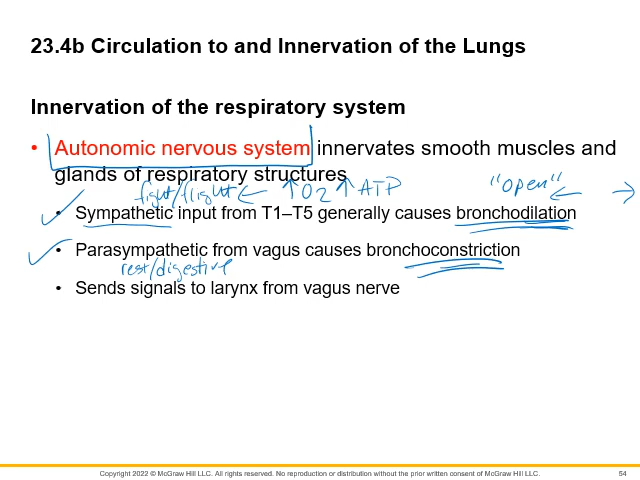 23.4b Circulation to and Innervation of the Lungs
Innervation of the respiratory system
• Autonomic nervous system innervates smooth muscles and
glands of respiratory structures
fight/flight ← ↑ O2 ↑ ATP "open" ← →
• Sympathetic input from T1–T5 generally causes bronchodilation
• Parasympathetic from vagus causes bronchoconstriction
rest/digestive
• Sends signals to larynx from vagus nerve
Copyright 2022 © McGraw Hill LLC. All rights reserved. No reproduction or distribution without the prior written consent of McGraw Hill LLC. 54